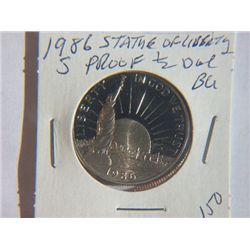 1986 STATUE OF LIBERTY
S PROOF ½ DOL
BU
LIBERTY
IN GOD WE TRUST
1986
150